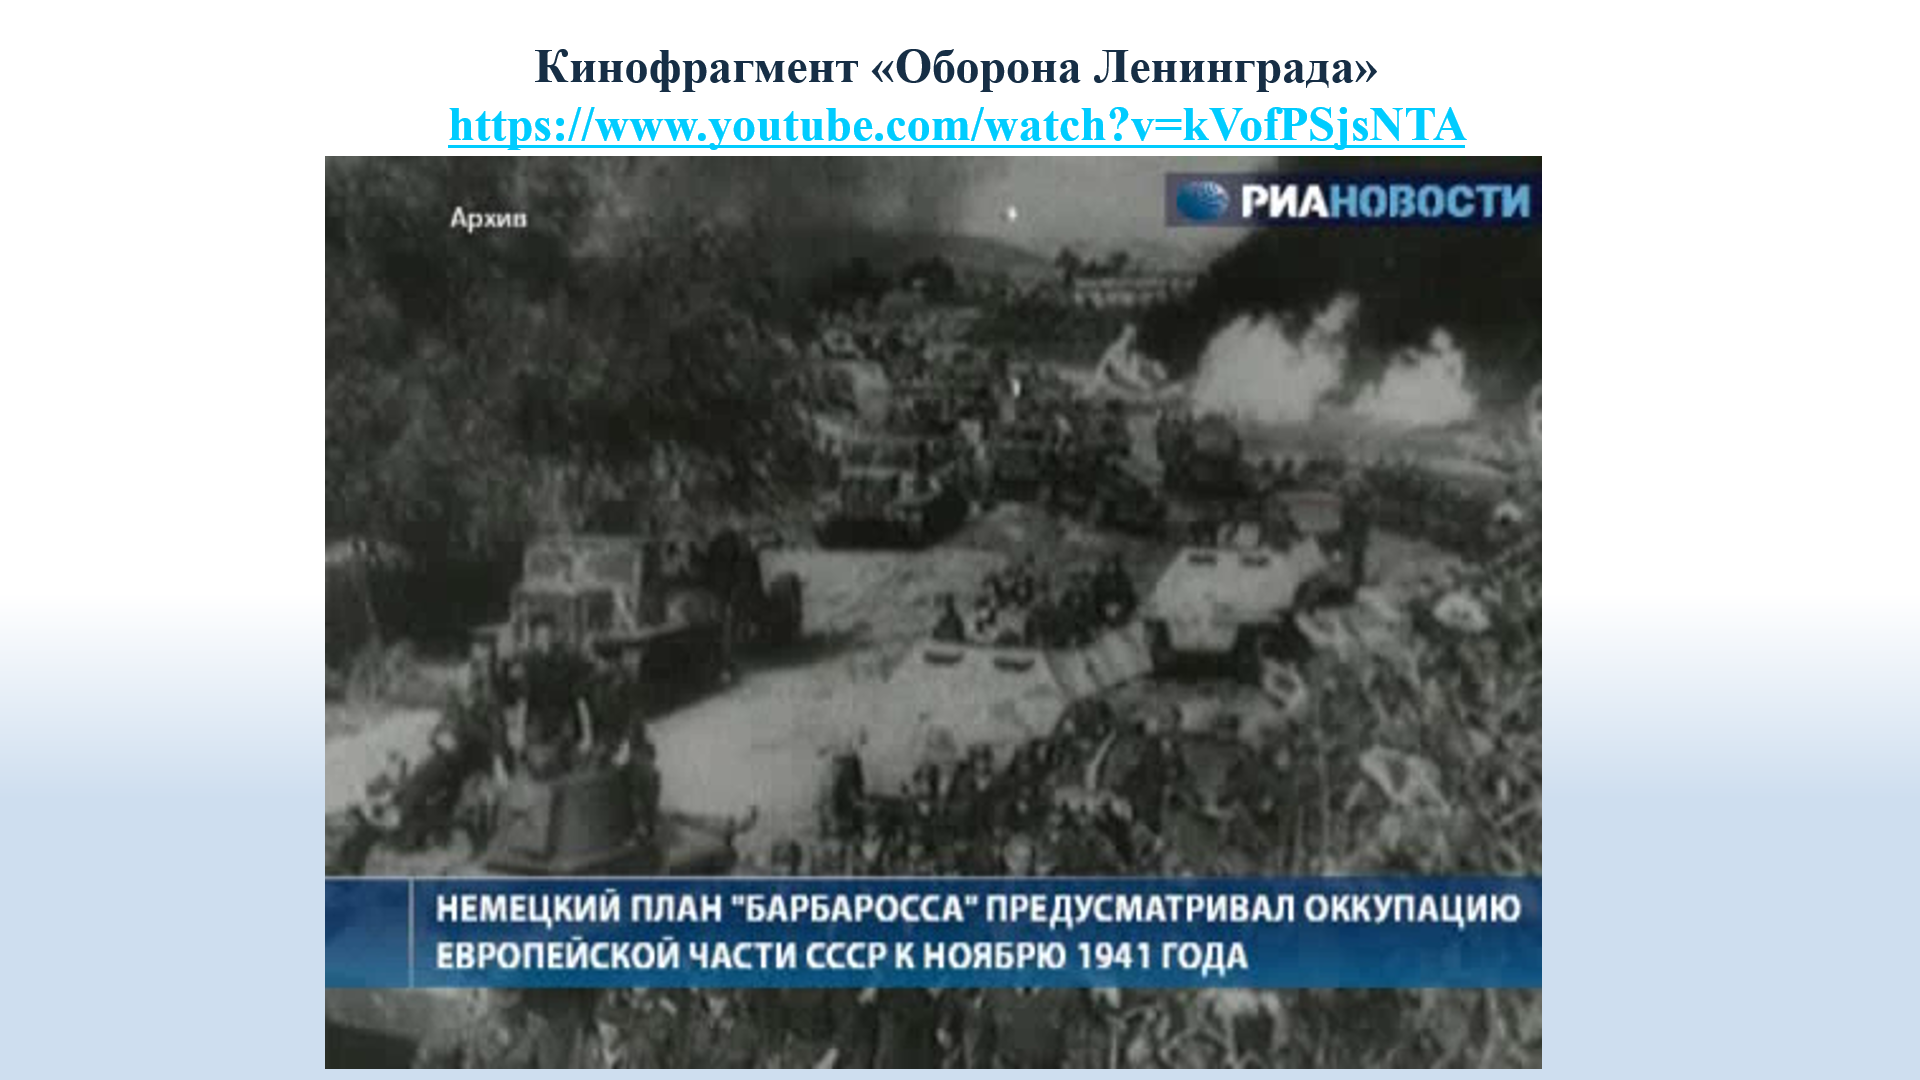 Кинофрагмент «Оборона Ленинграда»
https://www.youtube.com/watch?v=kVofPSjsNTA
Архив
РИАНОВОСТИ
НЕМЕЦКИЙ ПЛАН "БАРБАРОССА" ПРЕДУСМАТРИВАЛ ОККУПАЦИЮ
ЕВРОПЕЙСКОЙ ЧАСТИ СССР К НОЯБРЮ 1941 ГОДА